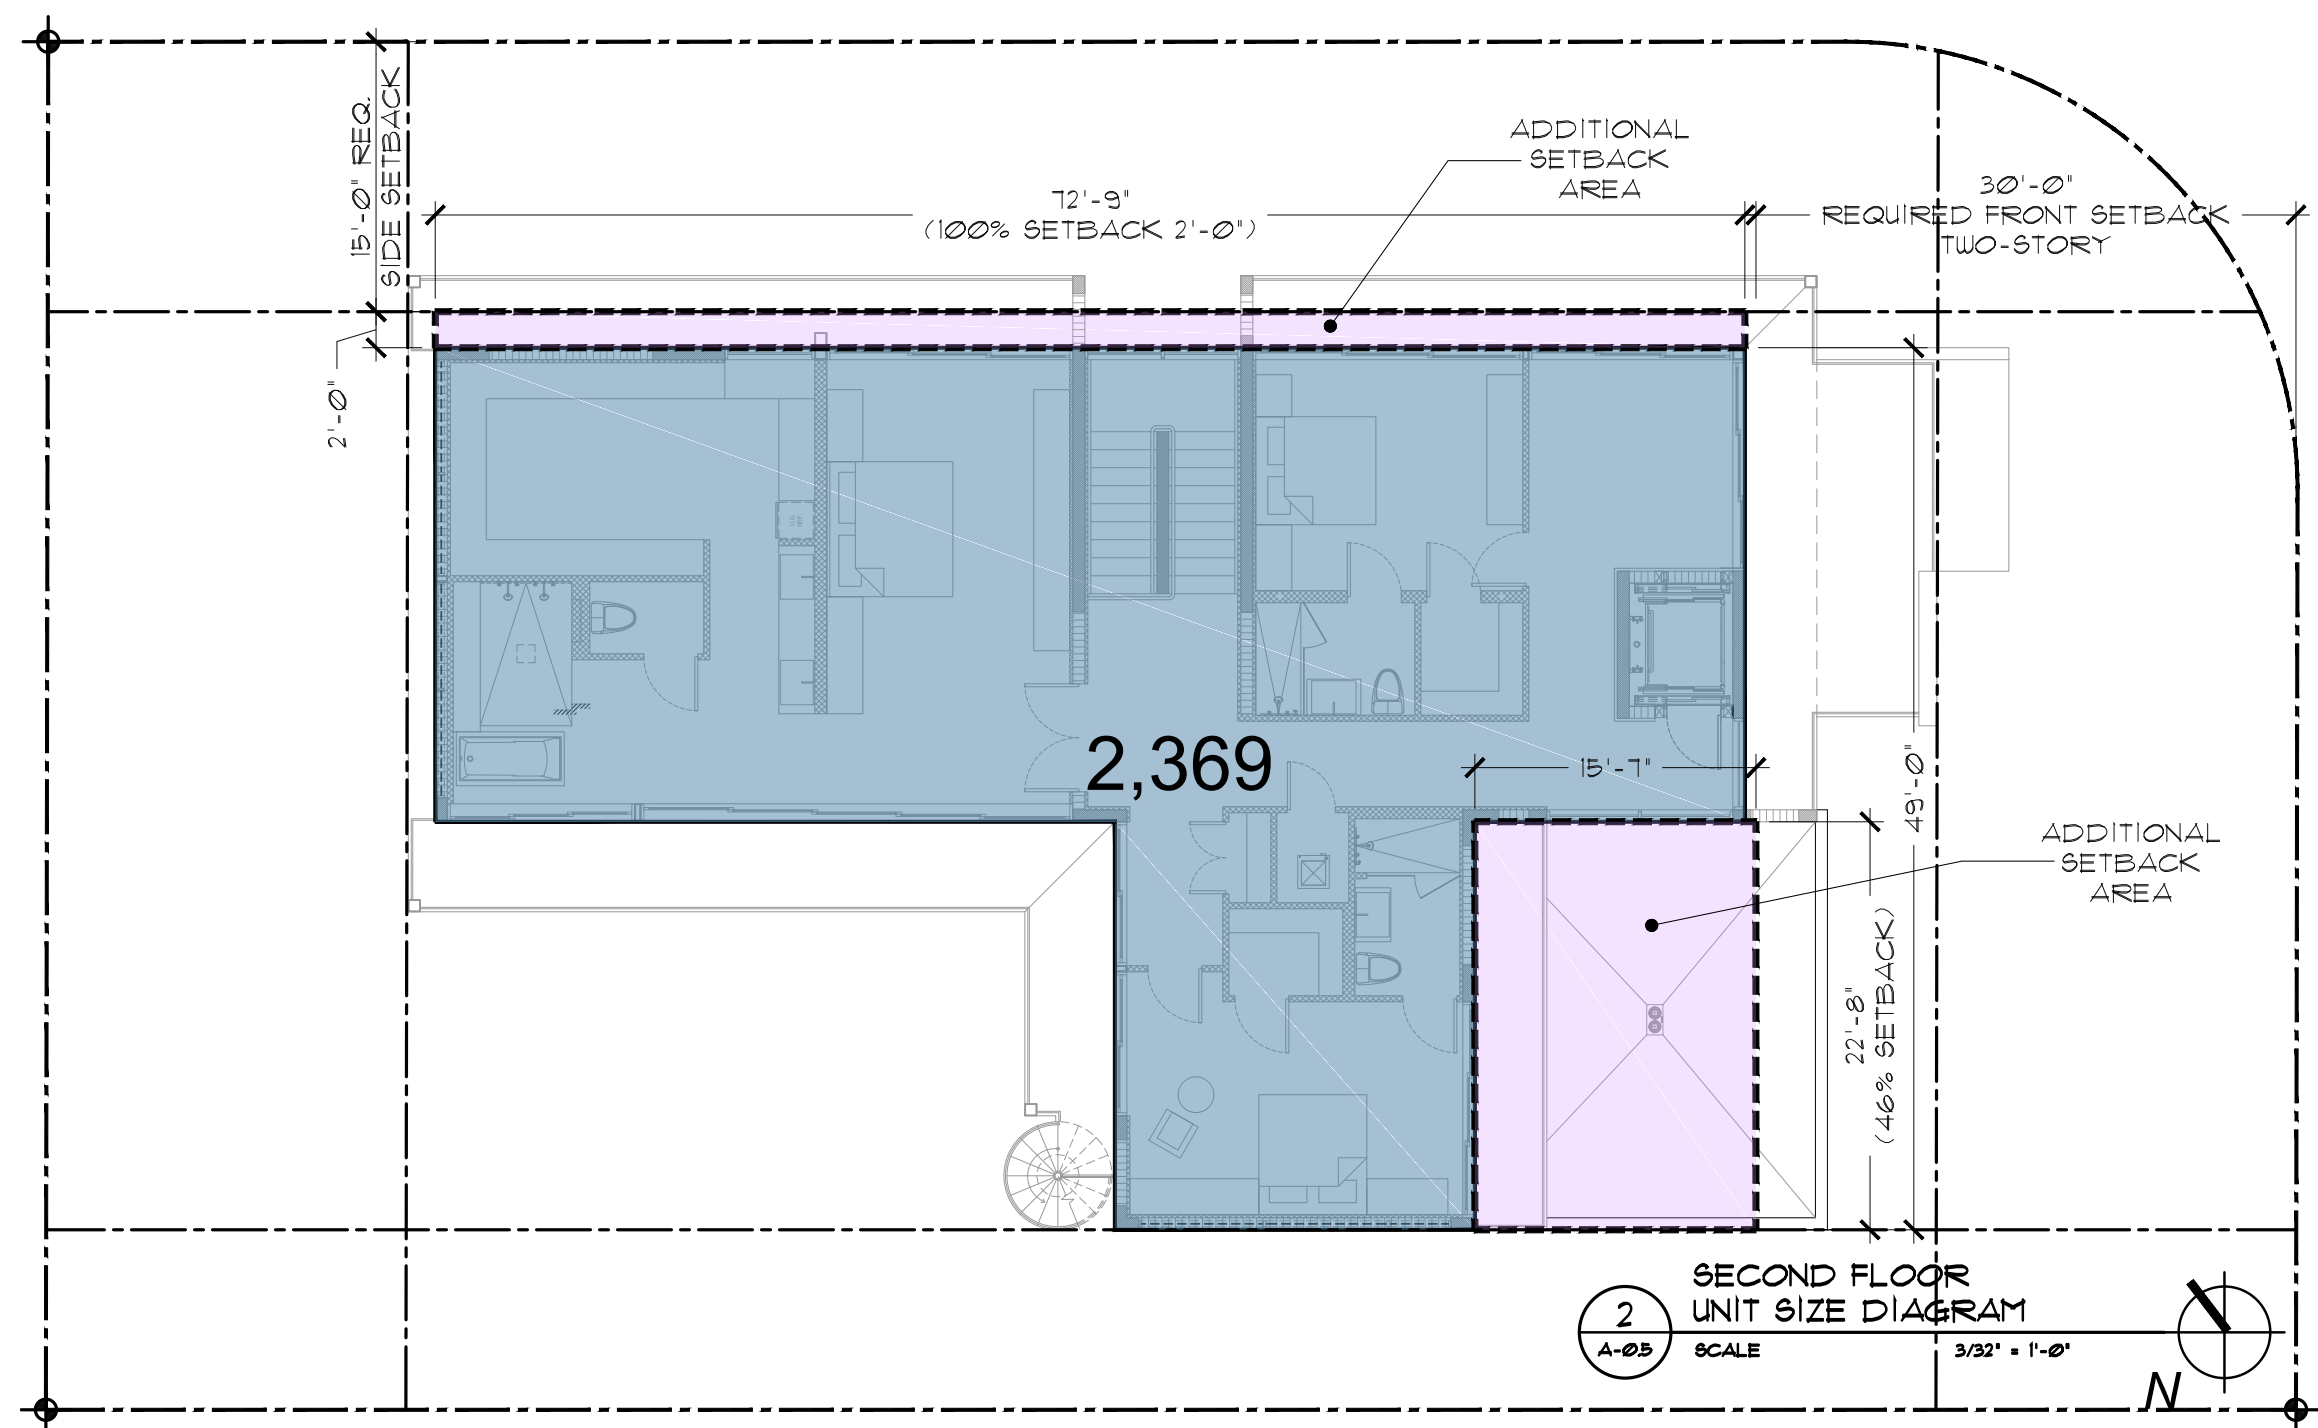 15'-0" REQ.
SIDE SETBACK
ADDITIONAL
SETBACK
AREA
72'-9"
(100% SETBACK 2'-0")
30'-0"
REQUIRED FRONT SETBACK
TWO-STORY
2'-0"
2,369
15'-7"
49'-0"
ADDITIONAL
SETBACK
AREA
22'-8"
(46% SETBACK)
2
A-0.5
SECOND FLOOR
UNIT SIZE DIAGRAM
SCALE 3/32" = 1'-0"
N